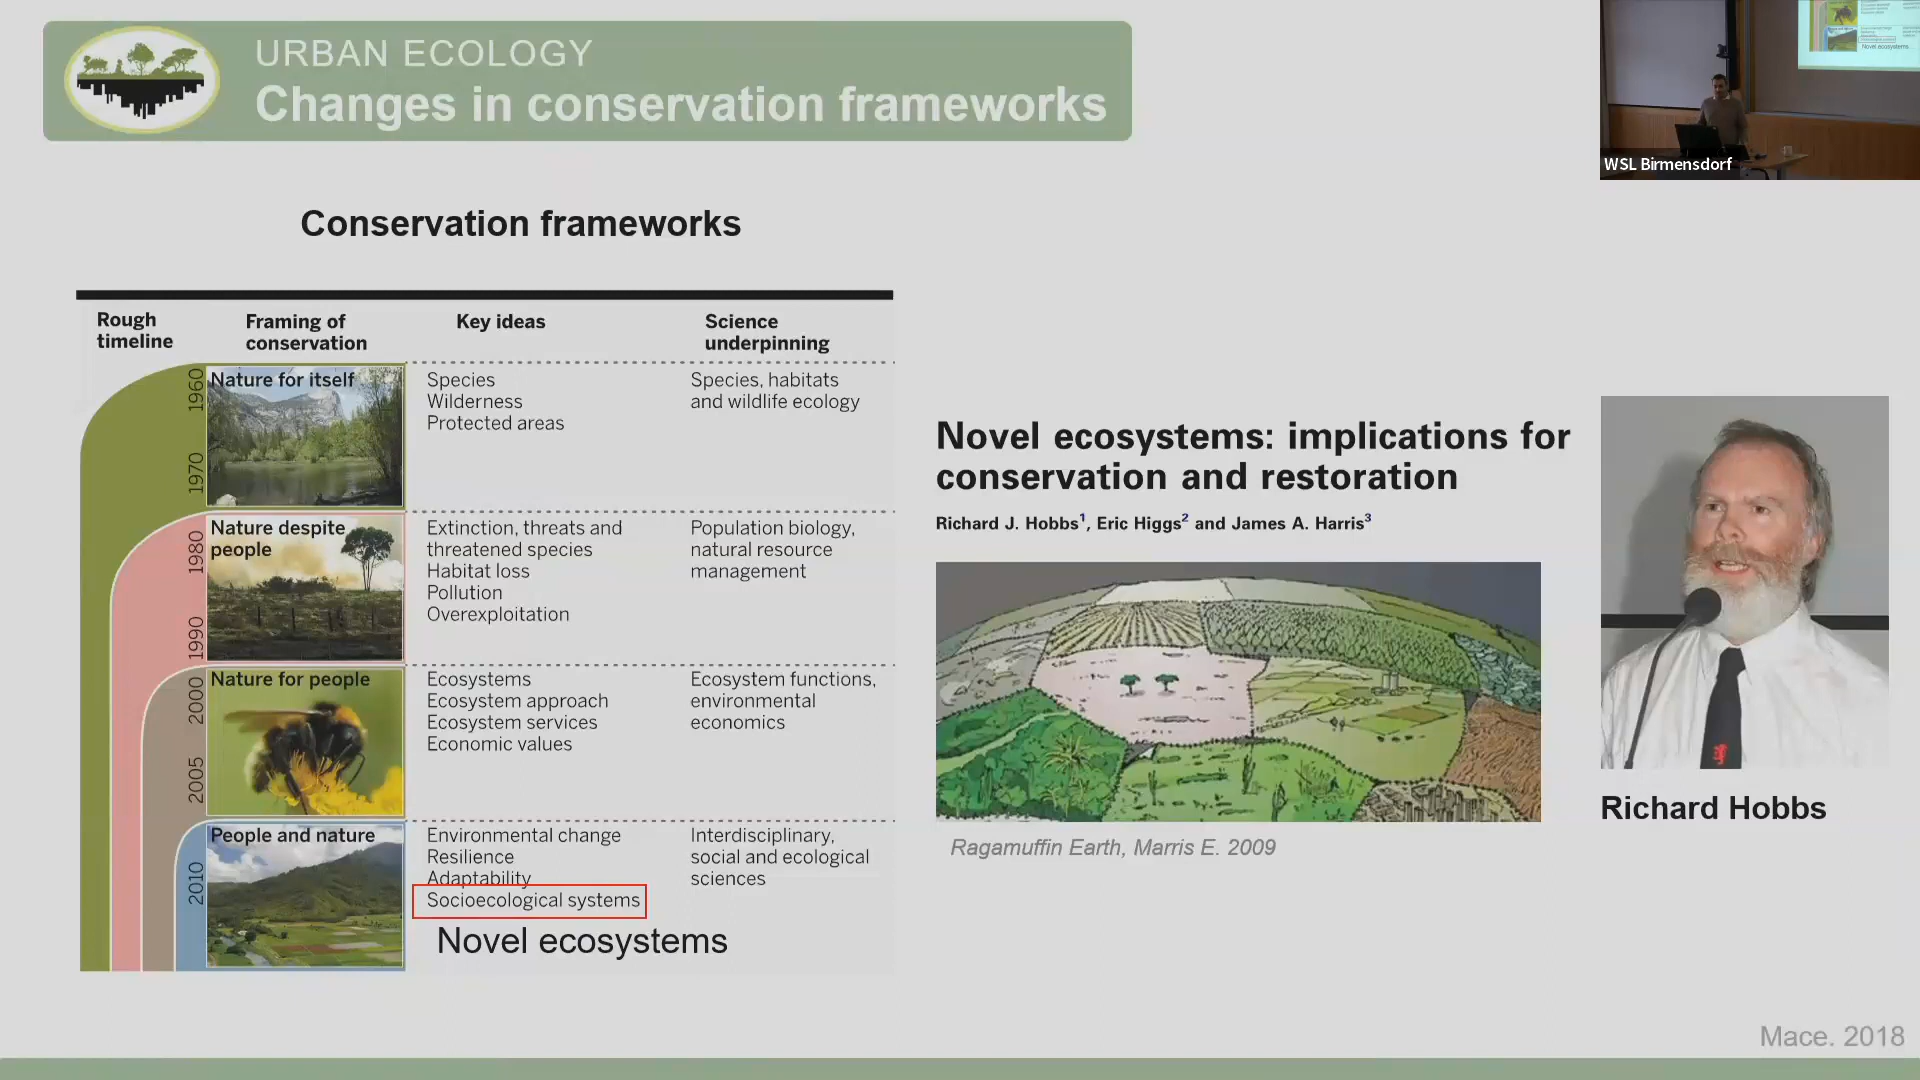 URBAN ECOLOGY
Changes in conservation frameworks
WSL Birmensdorf
Novel ecosystems
Conservation frameworks
Rough
timeline
Framing of
conservation
Key ideas
Science
underpinning
1960
1970
Nature for itself
Species
Wilderness
Protected areas
Species, habitats
and wildlife ecology
1980
1990
Nature despite
people
Extinction, threats and
threatened species
Habitat loss
Pollution
Overexploitation
Population biology,
natural resource
management
2000
2005
Nature for people
Ecosystems
Ecosystem approach
Ecosystem services
Economic values
Ecosystem functions,
environmental
economics
2010
People and nature
Environmental change
Resilience
Adaptability
Socioecological systems
Interdisciplinary,
social and ecological
sciences
Novel ecosystems
Novel ecosystems: implications for
conservation and restoration
Richard J. Hobbs1, Eric Higgs2 and James A. Harris3
Ragamuffin Earth, Marris E. 2009
Richard Hobbs
Mace. 2018